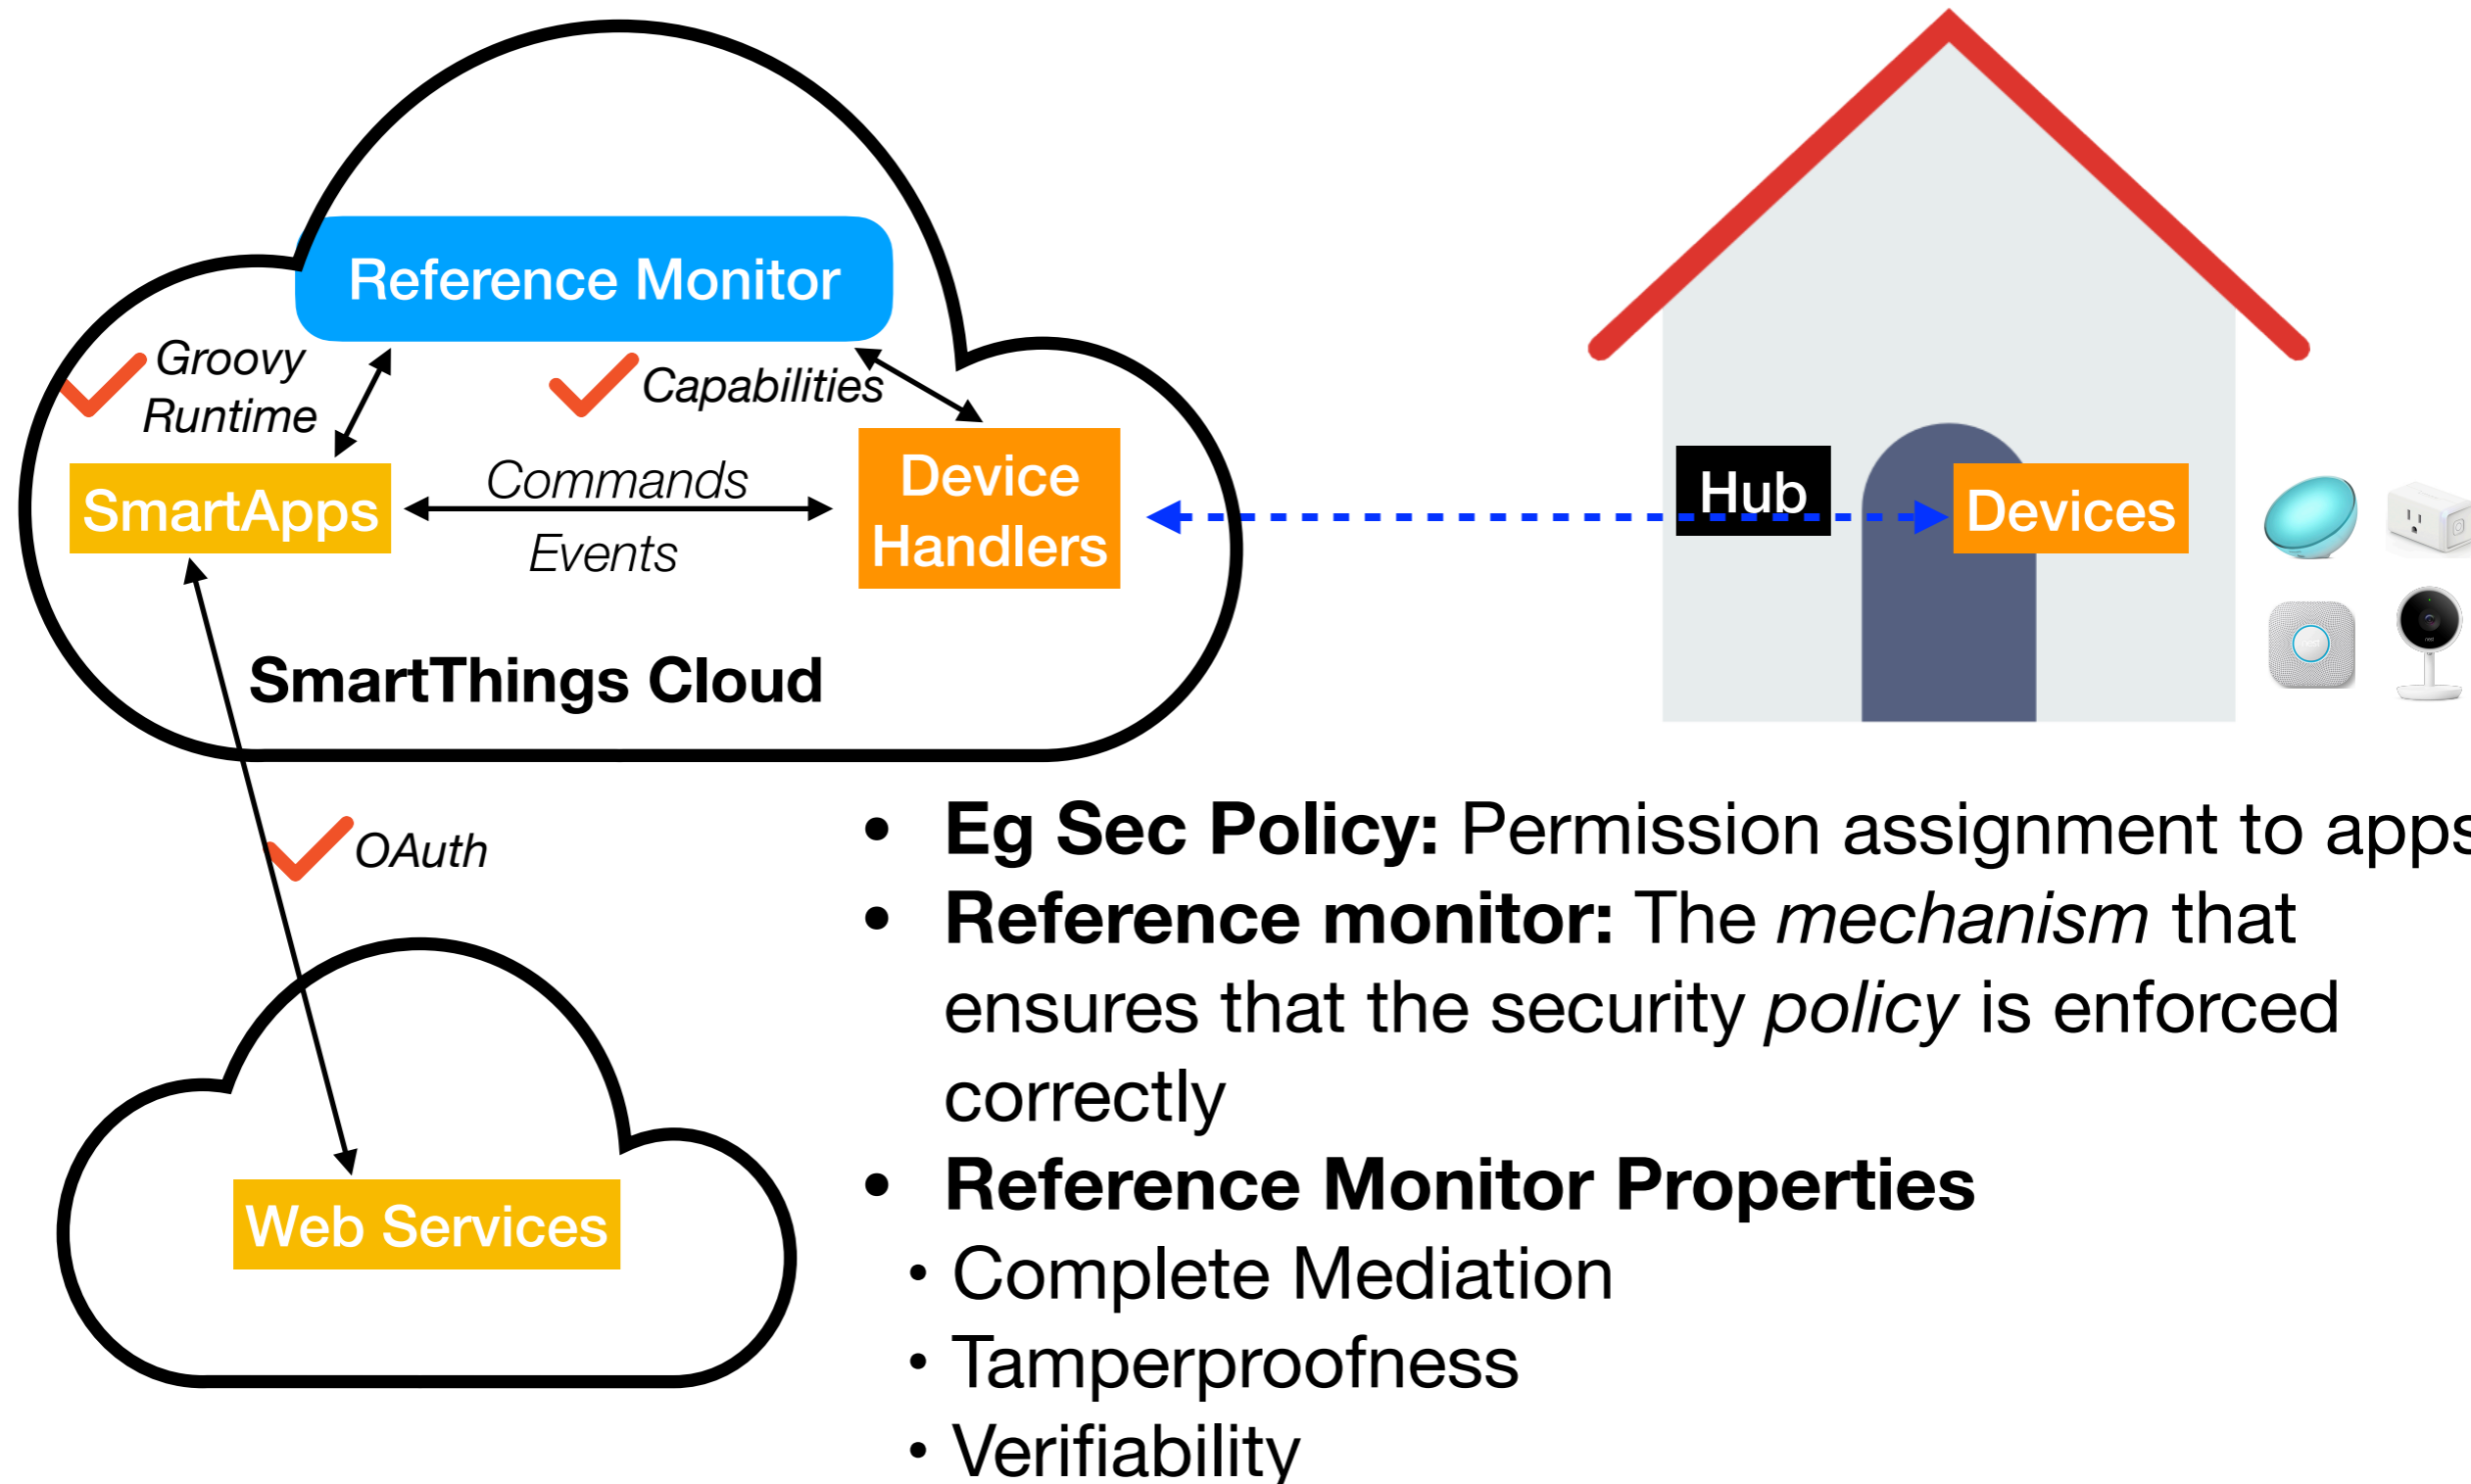 Reference Monitor
Groovy
Runtime
Capabilities
SmartApps
Commands
Events
Device
Handlers
Hub
Devices
SmartThings Cloud
OAuth
Web Services
• Eg Sec Policy: Permission assignment to apps
• Reference monitor: The mechanism that
ensures that the security policy is enforced
correctly
• Reference Monitor Properties
• Complete Mediation
• Tamperproofness
• Verifiability